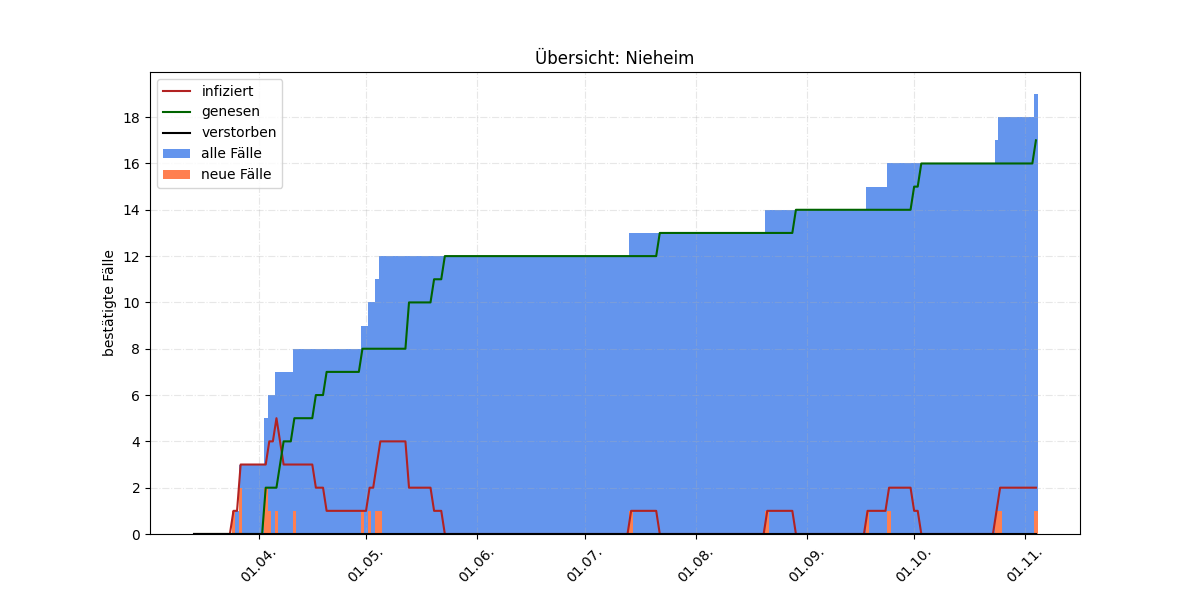 Übersicht: Nieheim
infiziert
genesen
verstorben
alle Fälle
neue Fälle
bestätigte Fälle
18
16
14
12
10
8
6
4
2
0
01.04.
01.05.
01.06.
01.07.
01.08.
01.09.
01.10.
01.11.